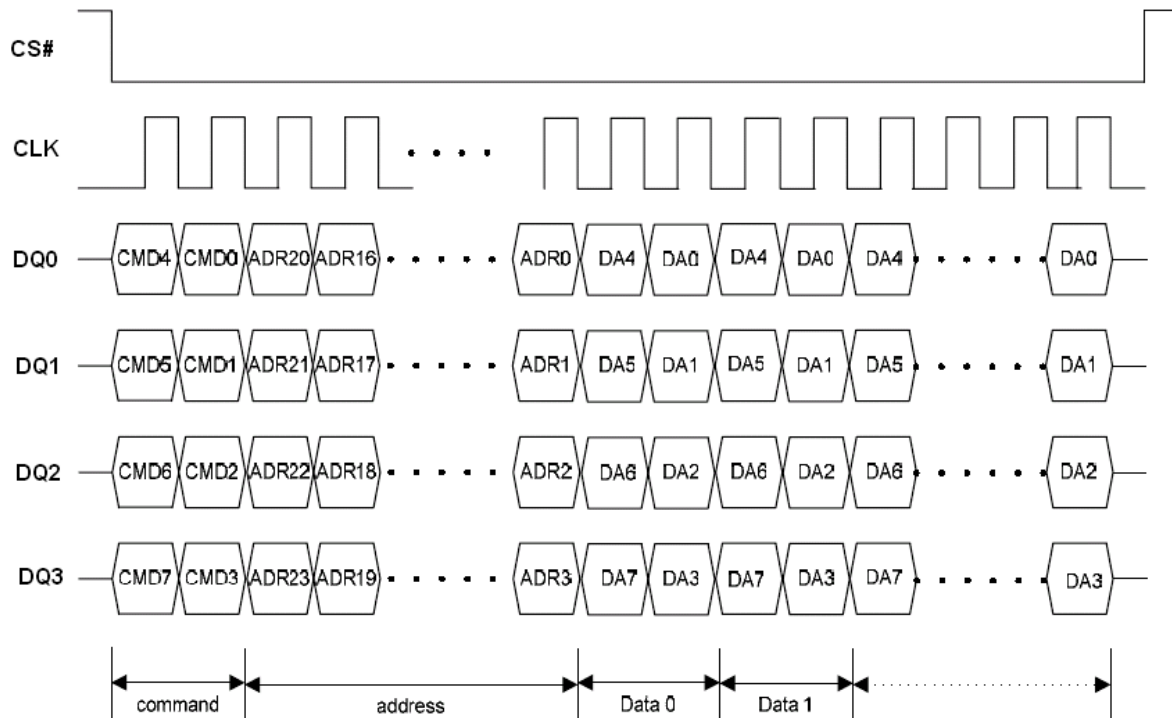 CS#
CLK
DQ0 CMD4 CMD0 ADR20 ADR16 ADR0 DA4 DA0 DA4 DA0 DA4 DA0
DQ1 CMD5 CMD1 ADR21 ADR17 ADR1 DA5 DA1 DA5 DA1 DA5 DA1
DQ2 CMD6 CMD2 ADR22 ADR18 ADR2 DA6 DA2 DA6 DA2 DA6 DA2
DQ3 CMD7 CMD3 ADR23 ADR19 ADR3 DA7 DA3 DA7 DA3 DA7 DA3
command address Data 0 Data 1